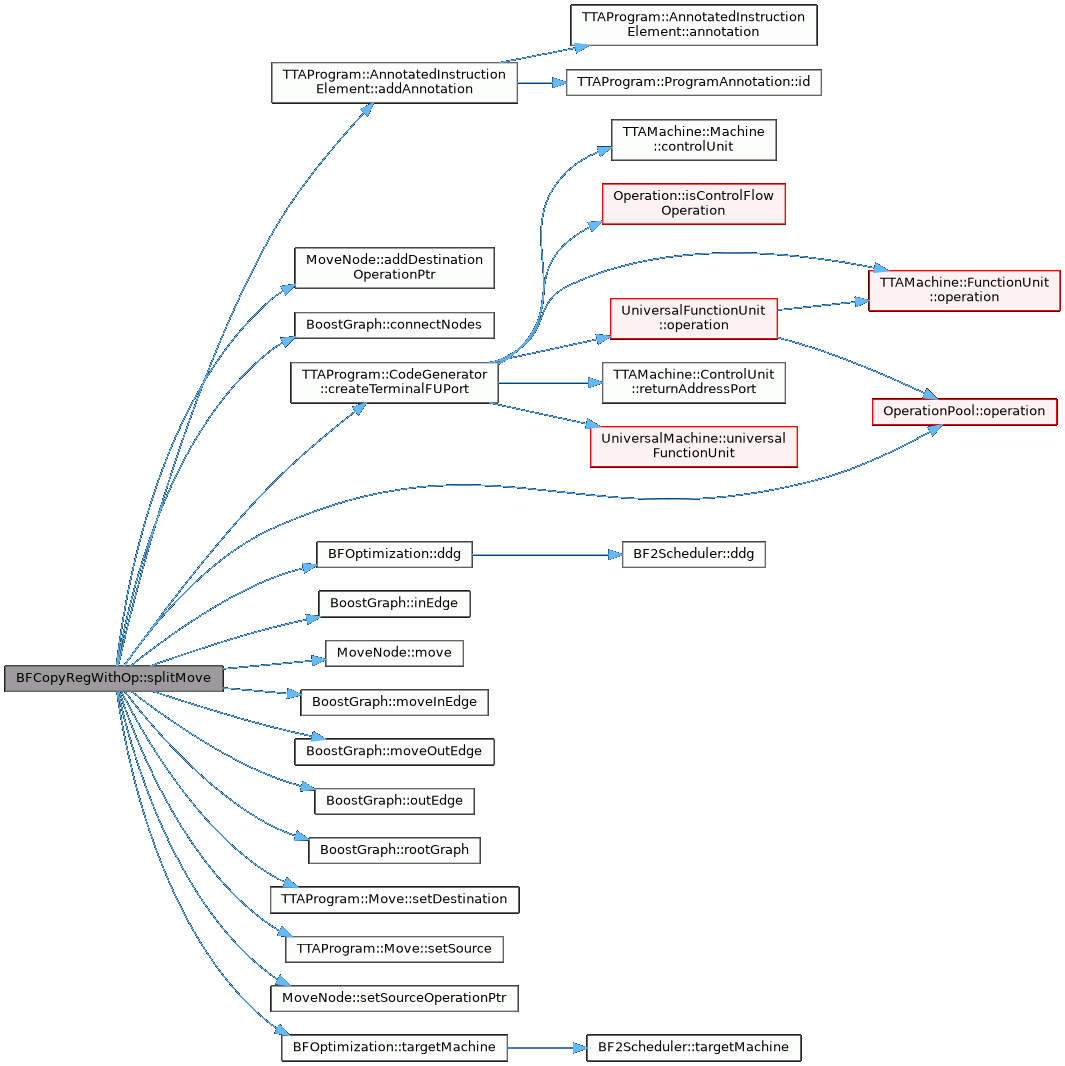 TTAProgram::AnnotatedInstruction
Element::annotation
TTAProgram::AnnotatedInstruction
Element::addAnnotation
TTAProgram::ProgramAnnotation::id
TTAMachine::Machine
::controlUnit
Operation::isControlFlow
Operation
MoveNode::addDestination
OperationPtr
TTAMachine::FunctionUnit
::operation
UniversalFunctionUnit
::operation
BoostGraph::connectNodes
TTAProgram::CodeGenerator
::createTerminalFUPort
TTAMachine::ControlUnit
::returnAddressPort
OperationPool::operation
UniversalMachine::universal
FunctionUnit
BFOptimization::ddg
BF2Scheduler::ddg
BoostGraph::inEdge
MoveNode::move
BFCopyRegWithOp::splitMove
BoostGraph::moveInEdge
BoostGraph::moveOutEdge
BoostGraph::outEdge
BoostGraph::rootGraph
TTAProgram::Move::setDestination
TTAProgram::Move::setSource
MoveNode::setSourceOperationPtr
BFOptimization::targetMachine
BF2Scheduler::targetMachine